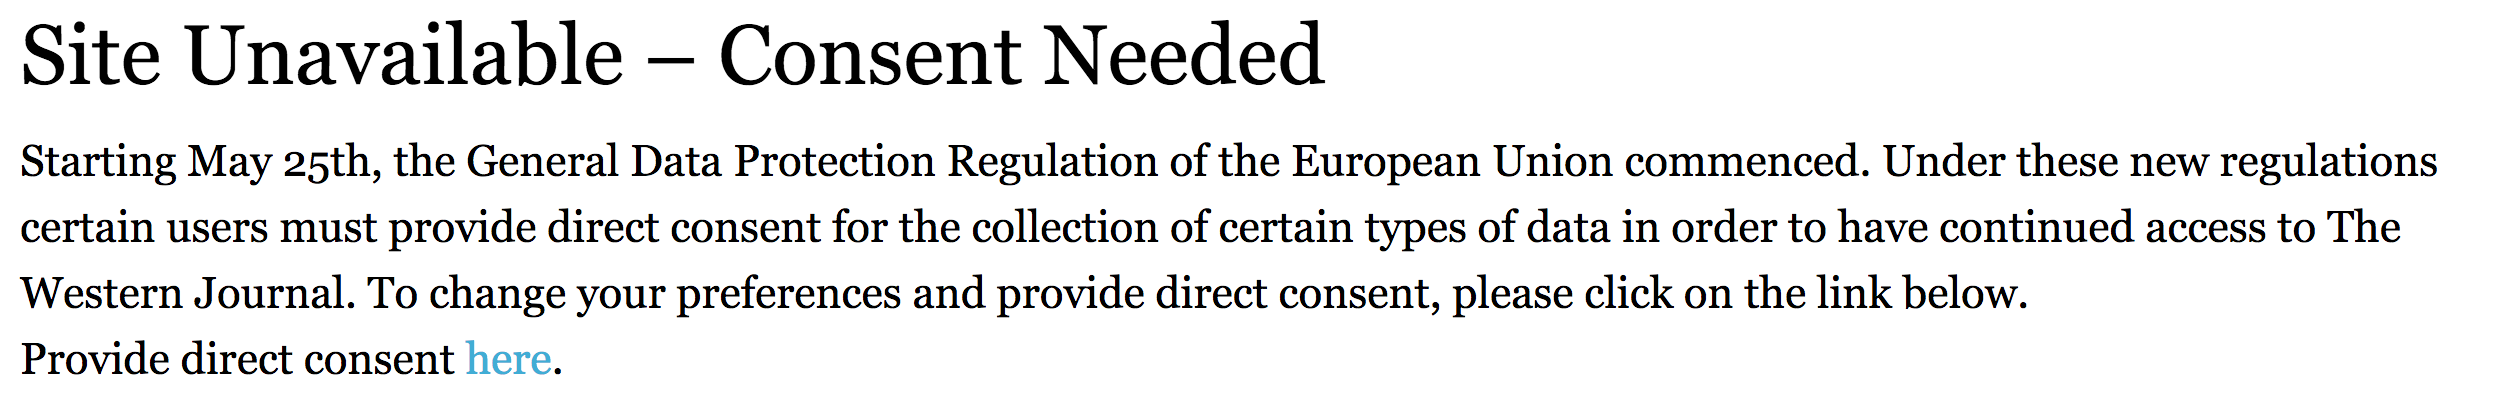 Site Unavailable – Consent Needed
Starting May 25th, the General Data Protection Regulation of the European Union commenced. Under these new regulations
certain users must provide direct consent for the collection of certain types of data in order to have continued access to The
Western Journal. To change your preferences and provide direct consent, please click on the link below.
Provide direct consent here.